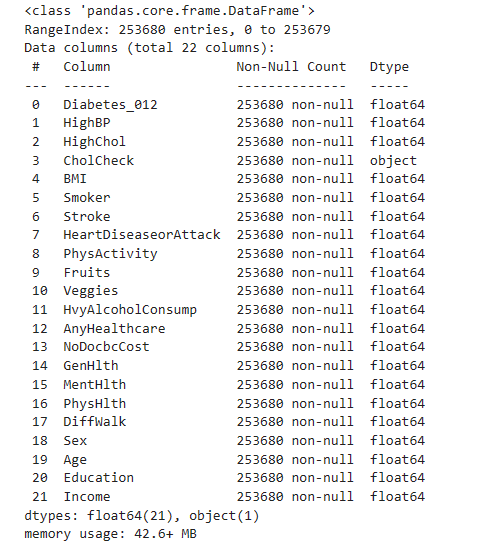 <class 'pandas.core.frame.DataFrame'>
RangeIndex: 253680 entries, 0 to 253679
Data columns (total 22 columns):
 #   Column                Non-Null Count   Dtype
---  ------                --------------   -----
 0   Diabetes_012          253680 non-null  float64
 1   HighBP                253680 non-null  float64
 2   HighChol              253680 non-null  float64
 3   CholCheck             253680 non-null  object
 4   BMI                   253680 non-null  float64
 5   Smoker                253680 non-null  float64
 6   Stroke                253680 non-null  float64
 7   HeartDiseaseorAttack  253680 non-null  float64
 8   PhysActivity          253680 non-null  float64
 9   Fruits                253680 non-null  float64
 10  Veggies               253680 non-null  float64
 11  HvyAlcoholConsump     253680 non-null  float64
 12  AnyHealthcare         253680 non-null  float64
 13  NoDocbcCost           253680 non-null  float64
 14  GenHlth               253680 non-null  float64
 15  MentHlth              253680 non-null  float64
 16  PhysHlth              253680 non-null  float64
 17  DiffWalk              253680 non-null  float64
 18  Sex                   253680 non-null  float64
 19  Age                   253680 non-null  float64
 20  Education             253680 non-null  float64
 21  Income                253680 non-null  float64
dtypes: float64(21), object(1)
memory usage: 42.6+ MB